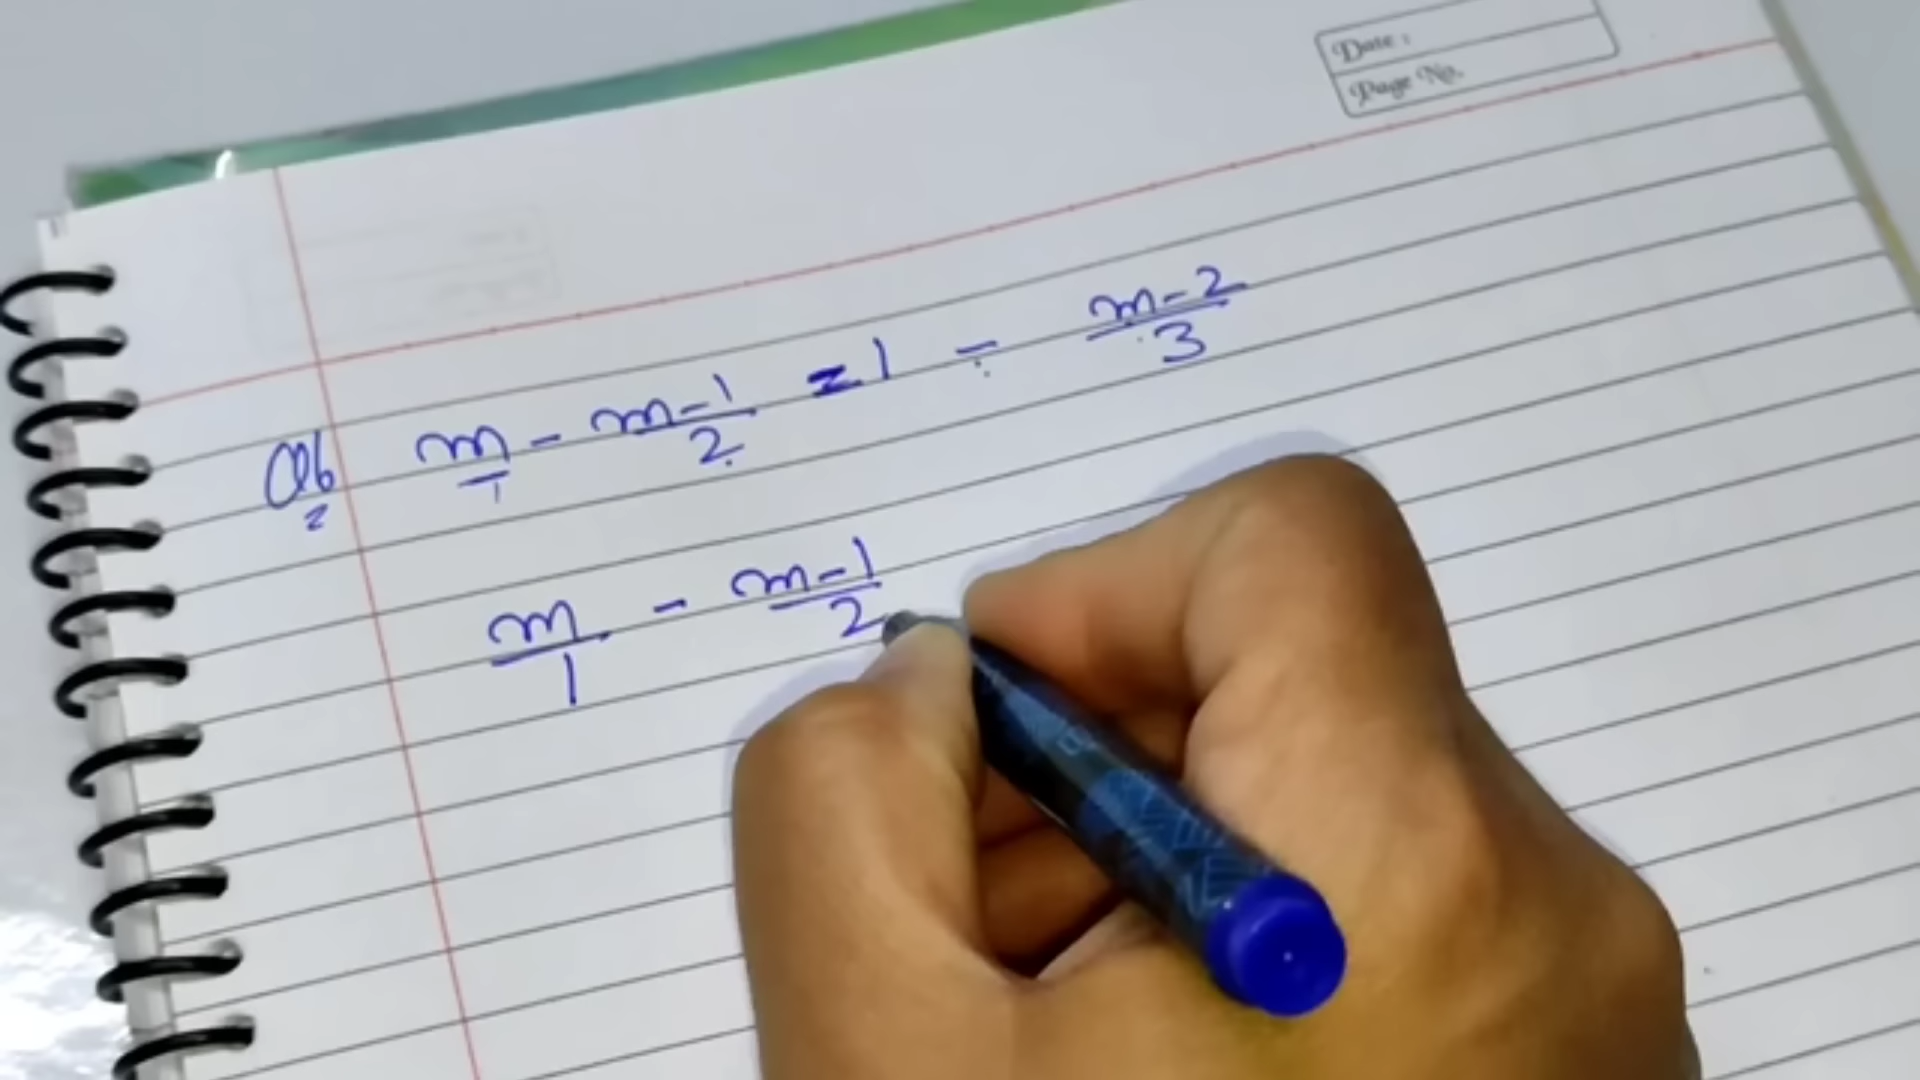 Date :
Page No.
Q6 m/1 - m-1/2 = 1 - m-2/3
m/1 - m-1/2